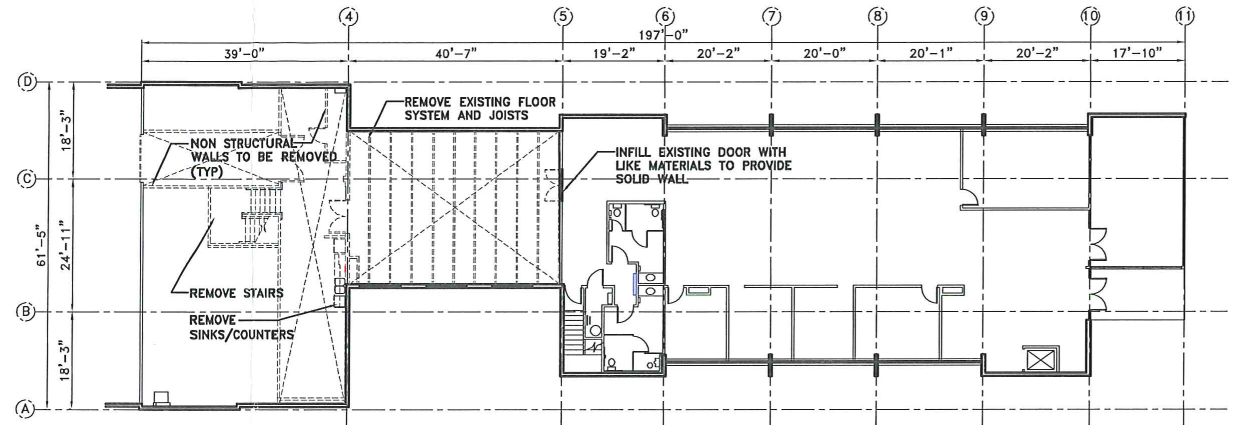 4 5 6 7 8 9 10 11
197'-0"
39'-0" 40'-7" 19'-2" 20'-2" 20'-0" 20'-1" 20'-2" 17'-10"
D
18'-3"
REMOVE EXISTING FLOOR
SYSTEM AND JOISTS
NON STRUCTURAL
WALLS TO BE REMOVED
(TYP)
INFILL EXISTING DOOR WITH
LIKE MATERIALS TO PROVIDE
SOLID WALL
C
61'-5"
24'-11"
REMOVE STAIRS
B
REMOVE
SINKS/COUNTERS
18'-3"
A